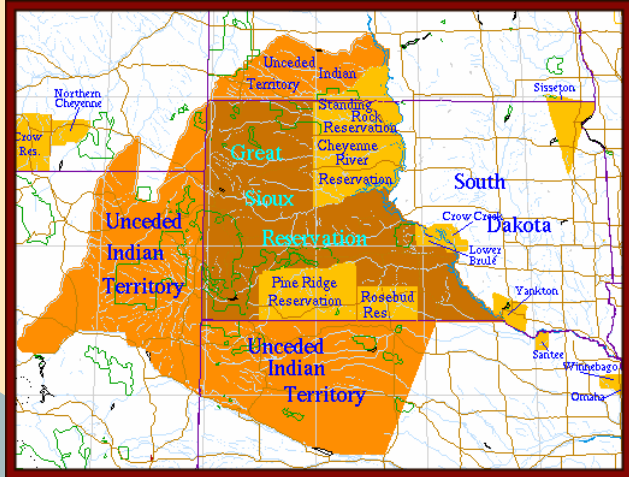 Unceded Indian
Territory
Sisseton
Northern
Cheyenne
Standing
Rock
Reservation
Crow
Res.
Great
Sioux
Reservation
Cheyenne
River
Reservation
South
Dakota
Crow Creek
Lower
Brulé
Unceded
Indian
Territory
Pine Ridge
Reservation
Rosebud
Res.
Yankton
Santee
Winnebago
Omaha
Unceded
Indian
Territory